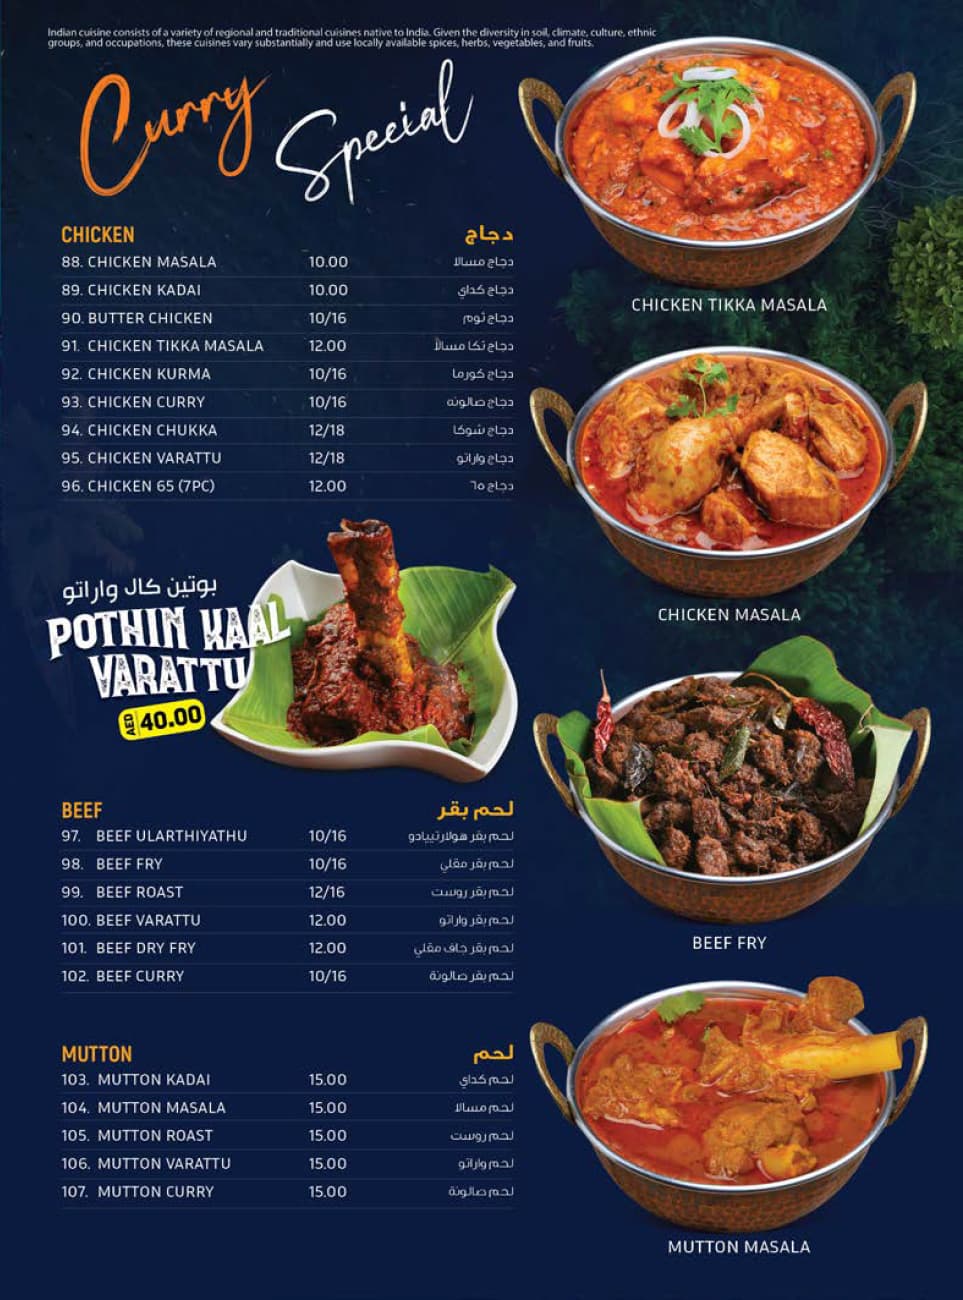 Indian cuisine consists of a variety of regional and traditional cuisines native to India. Given the diversity in soil, climate, culture, ethnic
groups, and occupations, these cuisines vary substantially and use locally available spices, herbs, vegetables, and fruits.
Curry Special
CHICKEN دجاج
88. CHICKEN MASALA 10.00 دجاج مسالا
89. CHICKEN KADAI 10.00 دجاج كداي
90. BUTTER CHICKEN 10/16 دجاج ثوم
91. CHICKEN TIKKA MASALA 12.00 دجاج تكا مسالا
92. CHICKEN KURMA 10/16 دجاج كورما
93. CHICKEN CURRY 10/16 دجاج صالونه
94. CHICKEN CHUKKA 12/18 دجاج شوكا
95. CHICKEN VARATTU 12/18 دجاج واراتو
96. CHICKEN 65 (7PC) 12.00 دجاج ٦٥
CHICKEN TIKKA MASALA
CHICKEN MASALA
بوتين كال واراتو
POTHIN KAAL
VARATTU
AED 40.00
BEEF لحم بقر
97. BEEF ULARTHIYATHU 10/16 لحم بقر هولارتييادو
98. BEEF FRY 10/16 لحم بقر مقلي
99. BEEF ROAST 12/16 لحم بقر روست
100. BEEF VARATTU 12.00 لحم بقر واراتو
101. BEEF DRY FRY 12.00 لحم بقر جاف مقلي
102. BEEF CURRY 10/16 لحم بقر صالونة
BEEF FRY
MUTTON لحم
103. MUTTON KADAI 15.00 لحم كداي
104. MUTTON MASALA 15.00 لحم مسالا
105. MUTTON ROAST 15.00 لحم روست
106. MUTTON VARATTU 15.00 لحم واراتو
107. MUTTON CURRY 15.00 لحم صالونة
MUTTON MASALA